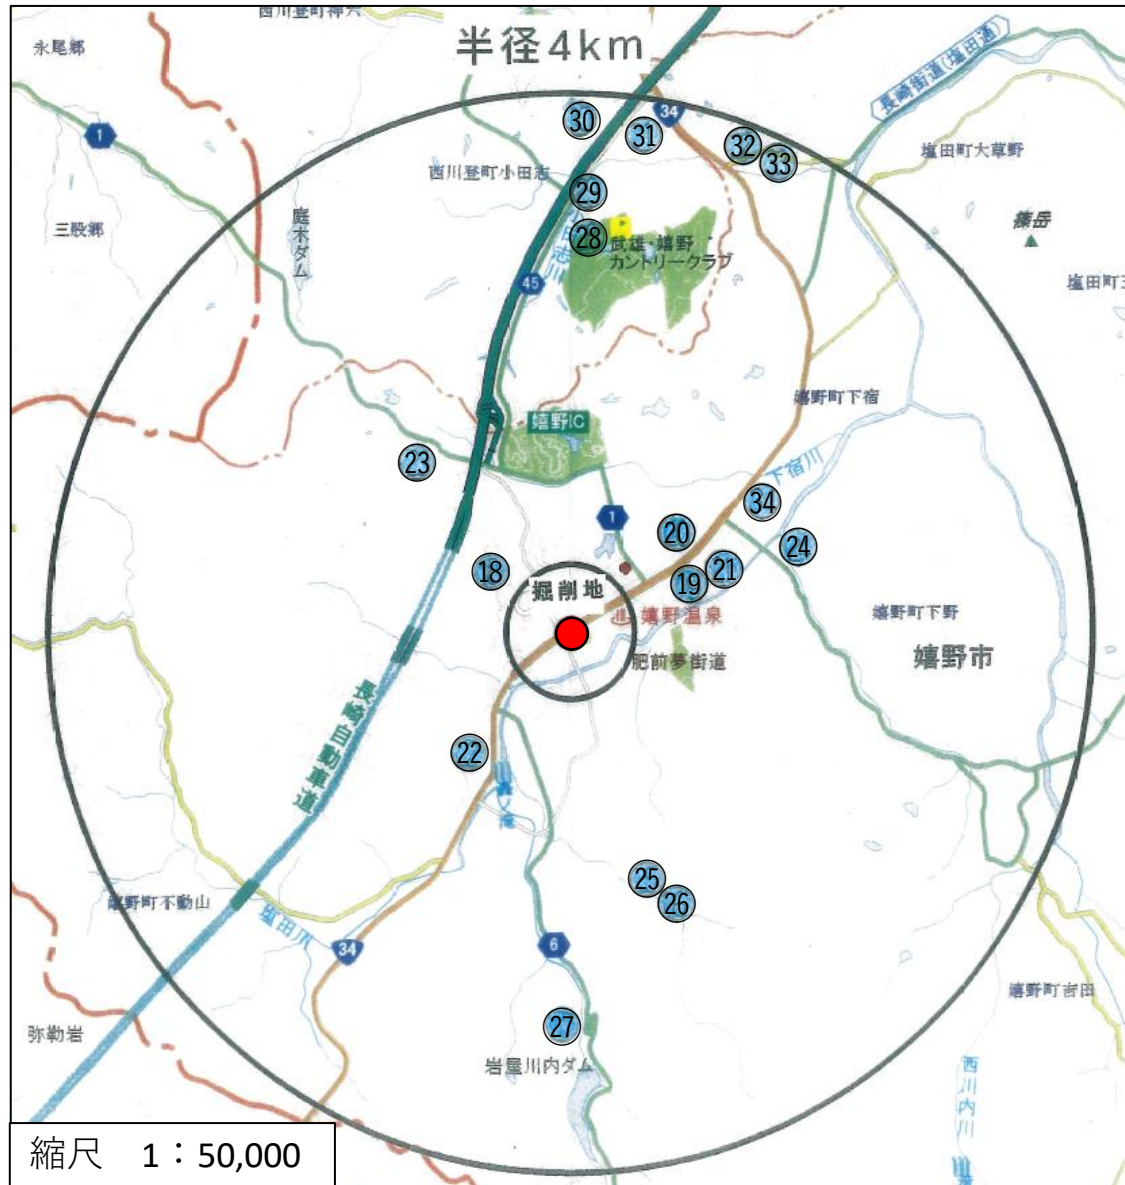 西川登町神六
永尾郷
半径4km
長崎街道(塩田通)
34
1
30
31
32
33
塩田町大草野
西川登町小田志
29
三股郷
庭木ダム
篠岳
28
武雄・嬉野
カントリークラブ
45
塩田町
嬉野町下宿
嬉野IC
23
下宿川
34
1
20
24
18
21
19
掘削地
嬉野温泉
嬉野町下野
嬉野市
肥前夢街道
長崎自動車道
22
25
26
嬉野町不動山
塩田川
34
6
嬉野町吉田
27
弥勒岩
岩屋川内ダム
西川内川
縮尺 1：50,000